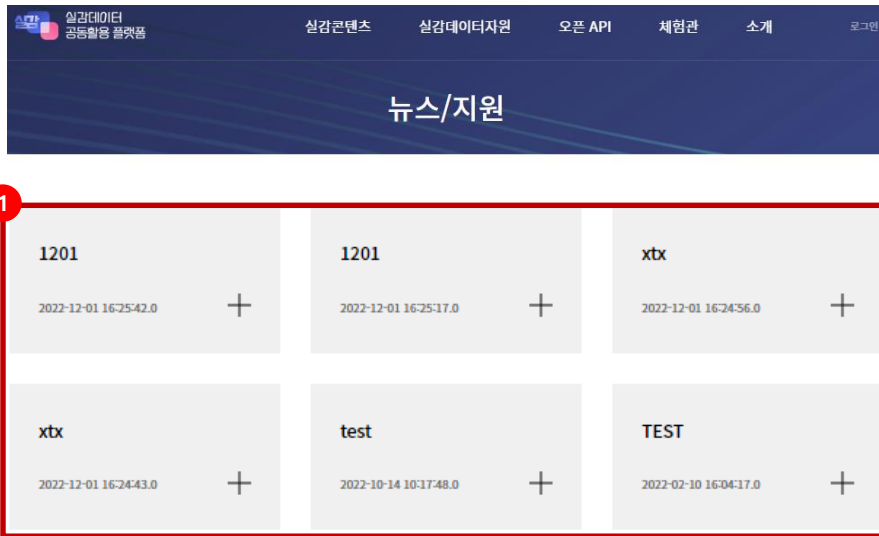 실감
실감데이터
공동활용 플랫폼
실감콘텐츠 실감데이터자원 오픈 API 체험관 소개 로그인
뉴스/지원
1
1201 1201 xtx
2022-12-01 16:25:42.0 2022-12-01 16:25:17.0 2022-12-01 16:24:56.0
xtx test TEST
2022-12-01 16:24:43.0 2022-10-14 10:17:48.0 2022-02-10 16:04:17.0